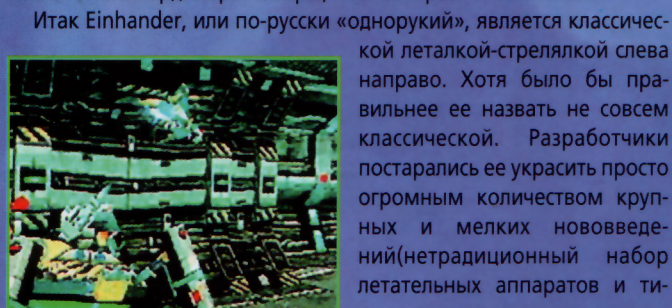 Итак Einhander, или по-русски «однорукий», является классичес-
кой леталкой-стрелялкой слева
направо. Хотя было бы пра-
вильнее ее назвать не совсем
классической. Разработчики
постарались ее украсить просто
огромным количеством круп-
ных и мелких нововведе-
ний(нетрадиционный набор
летательных аппаратов и ти-